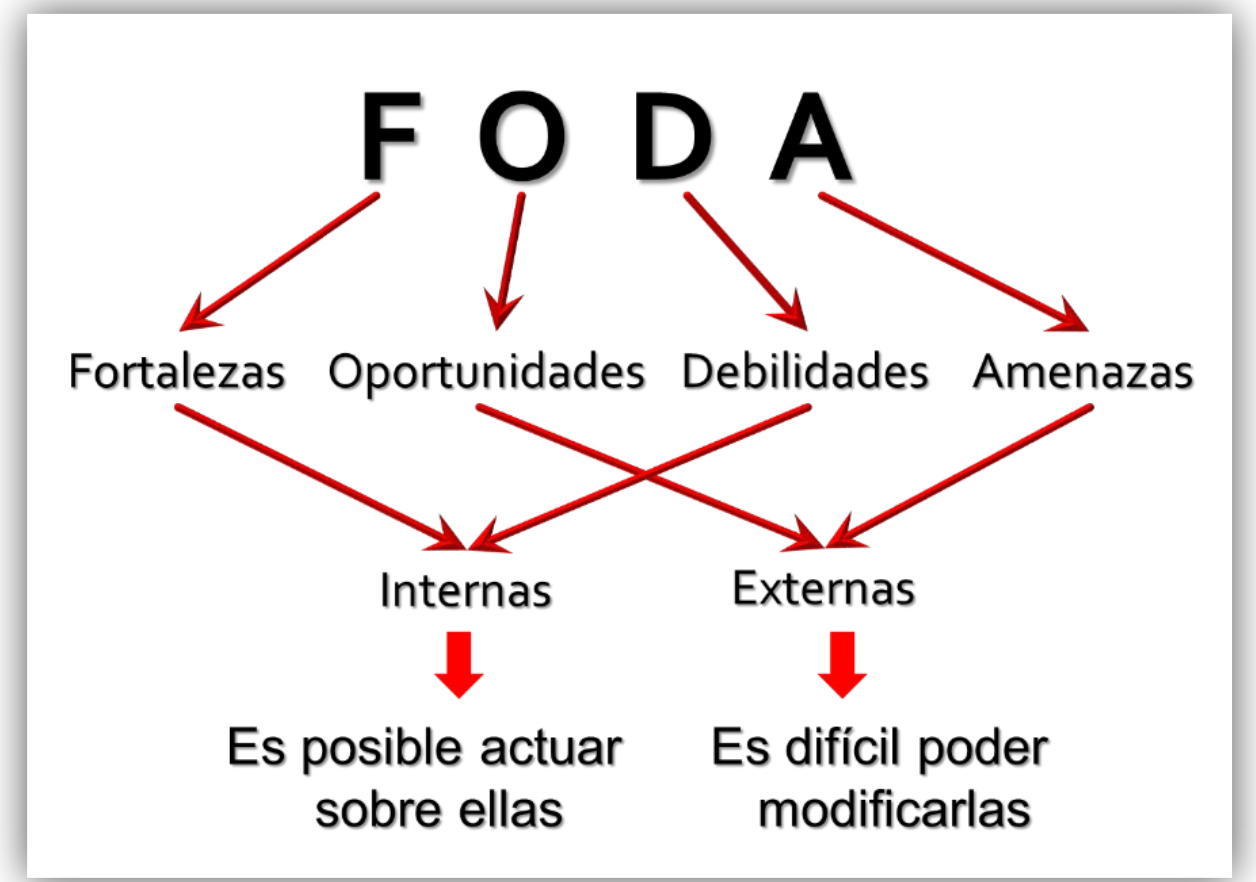 F O D A
Fortalezas Oportunidades Debilidades Amenazas
Internas Externas
Es posible actuar
sobre ellas
Es difícil poder
modificarlas